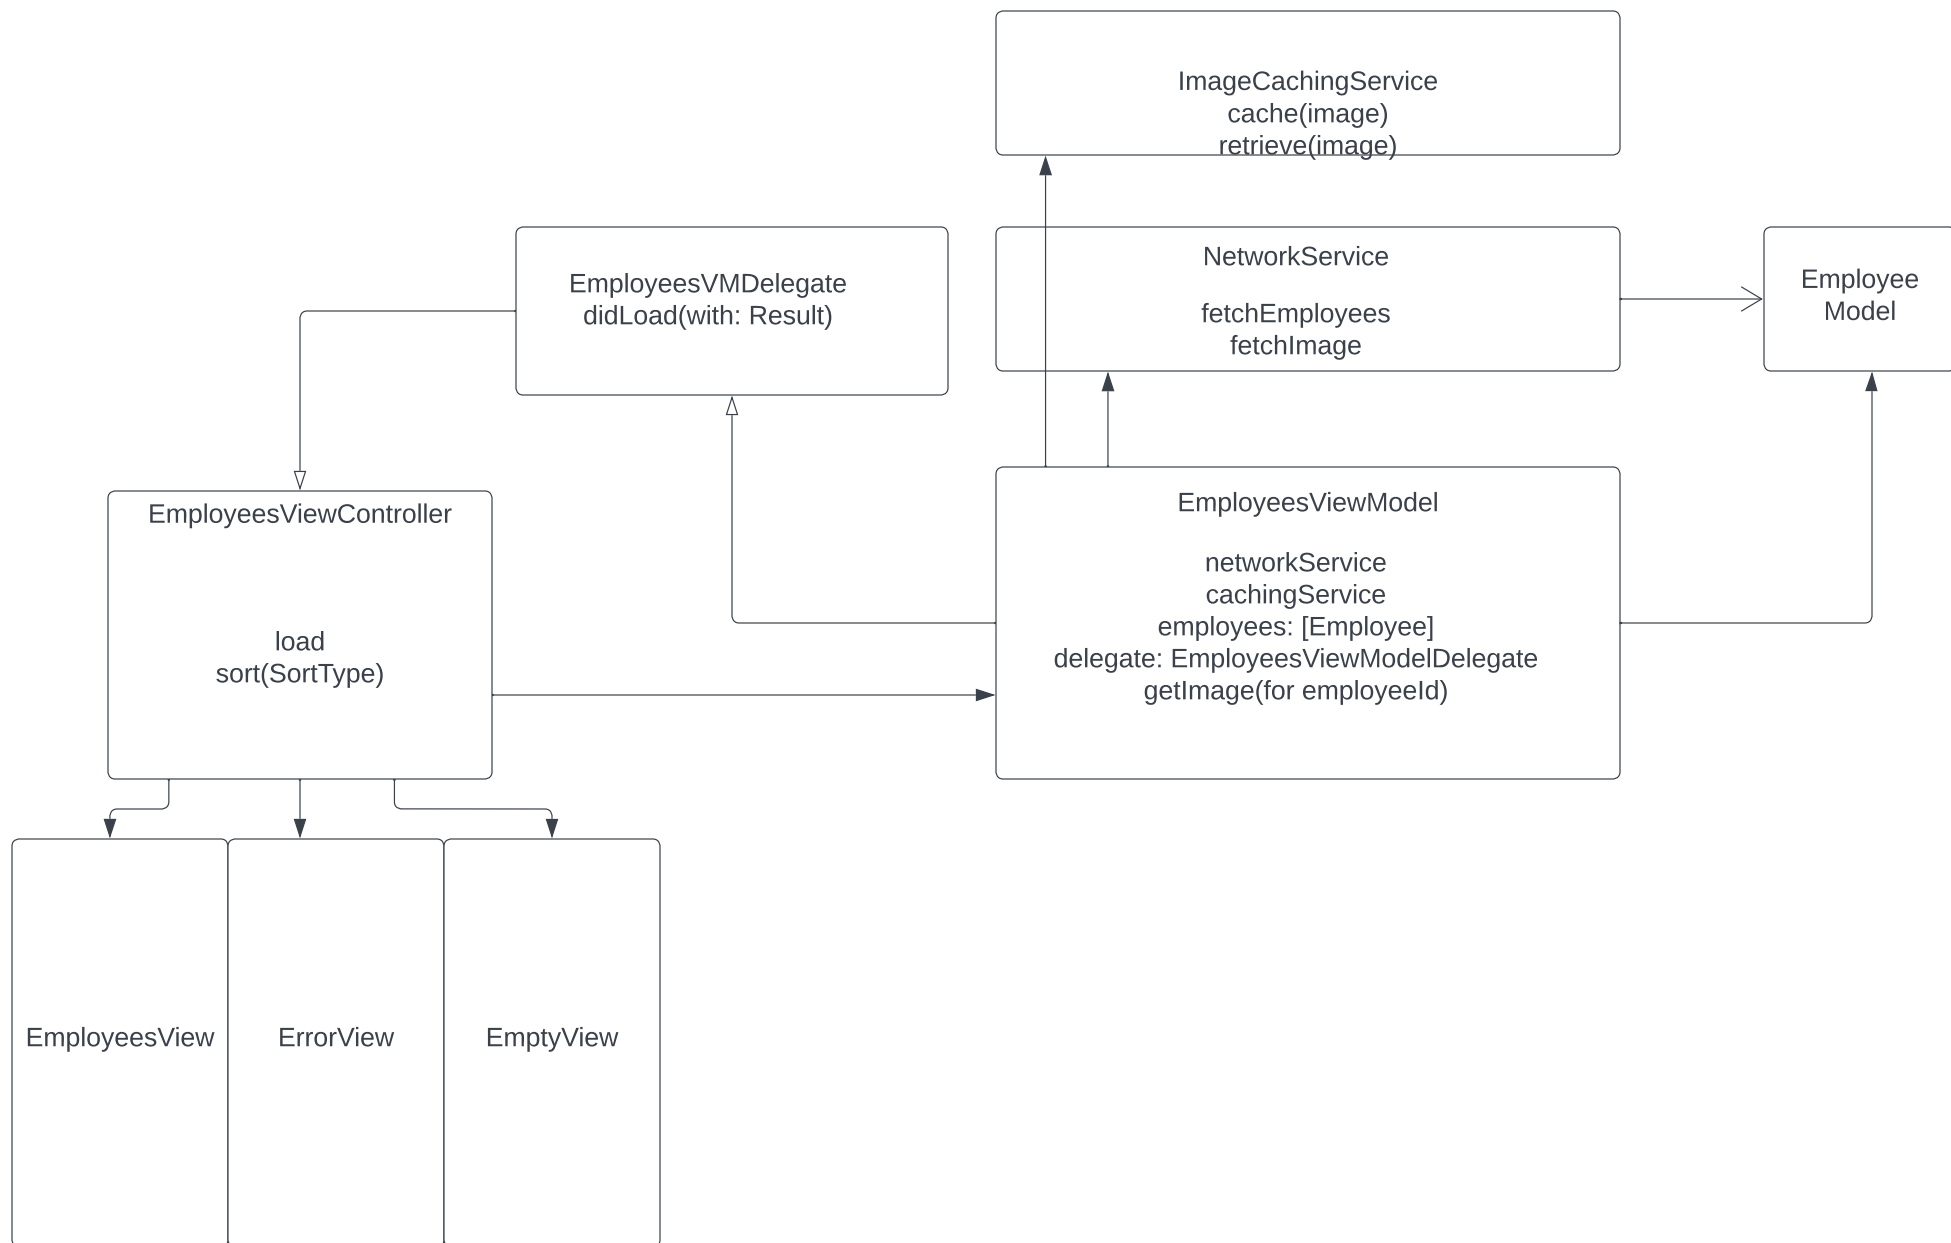 ImageCachingService
cache(image)
retrieve(image)
EmployeesVMDelegate
didLoad(with: Result)
NetworkService
fetchEmployees
fetchImage
Employee
Model
EmployeesViewController
load
sort(SortType)
EmployeesViewModel
networkService
cachingService
employees: [Employee]
delegate: EmployeesViewModelDelegate
getImage(for employeeId)
EmployeesView
ErrorView
EmptyView